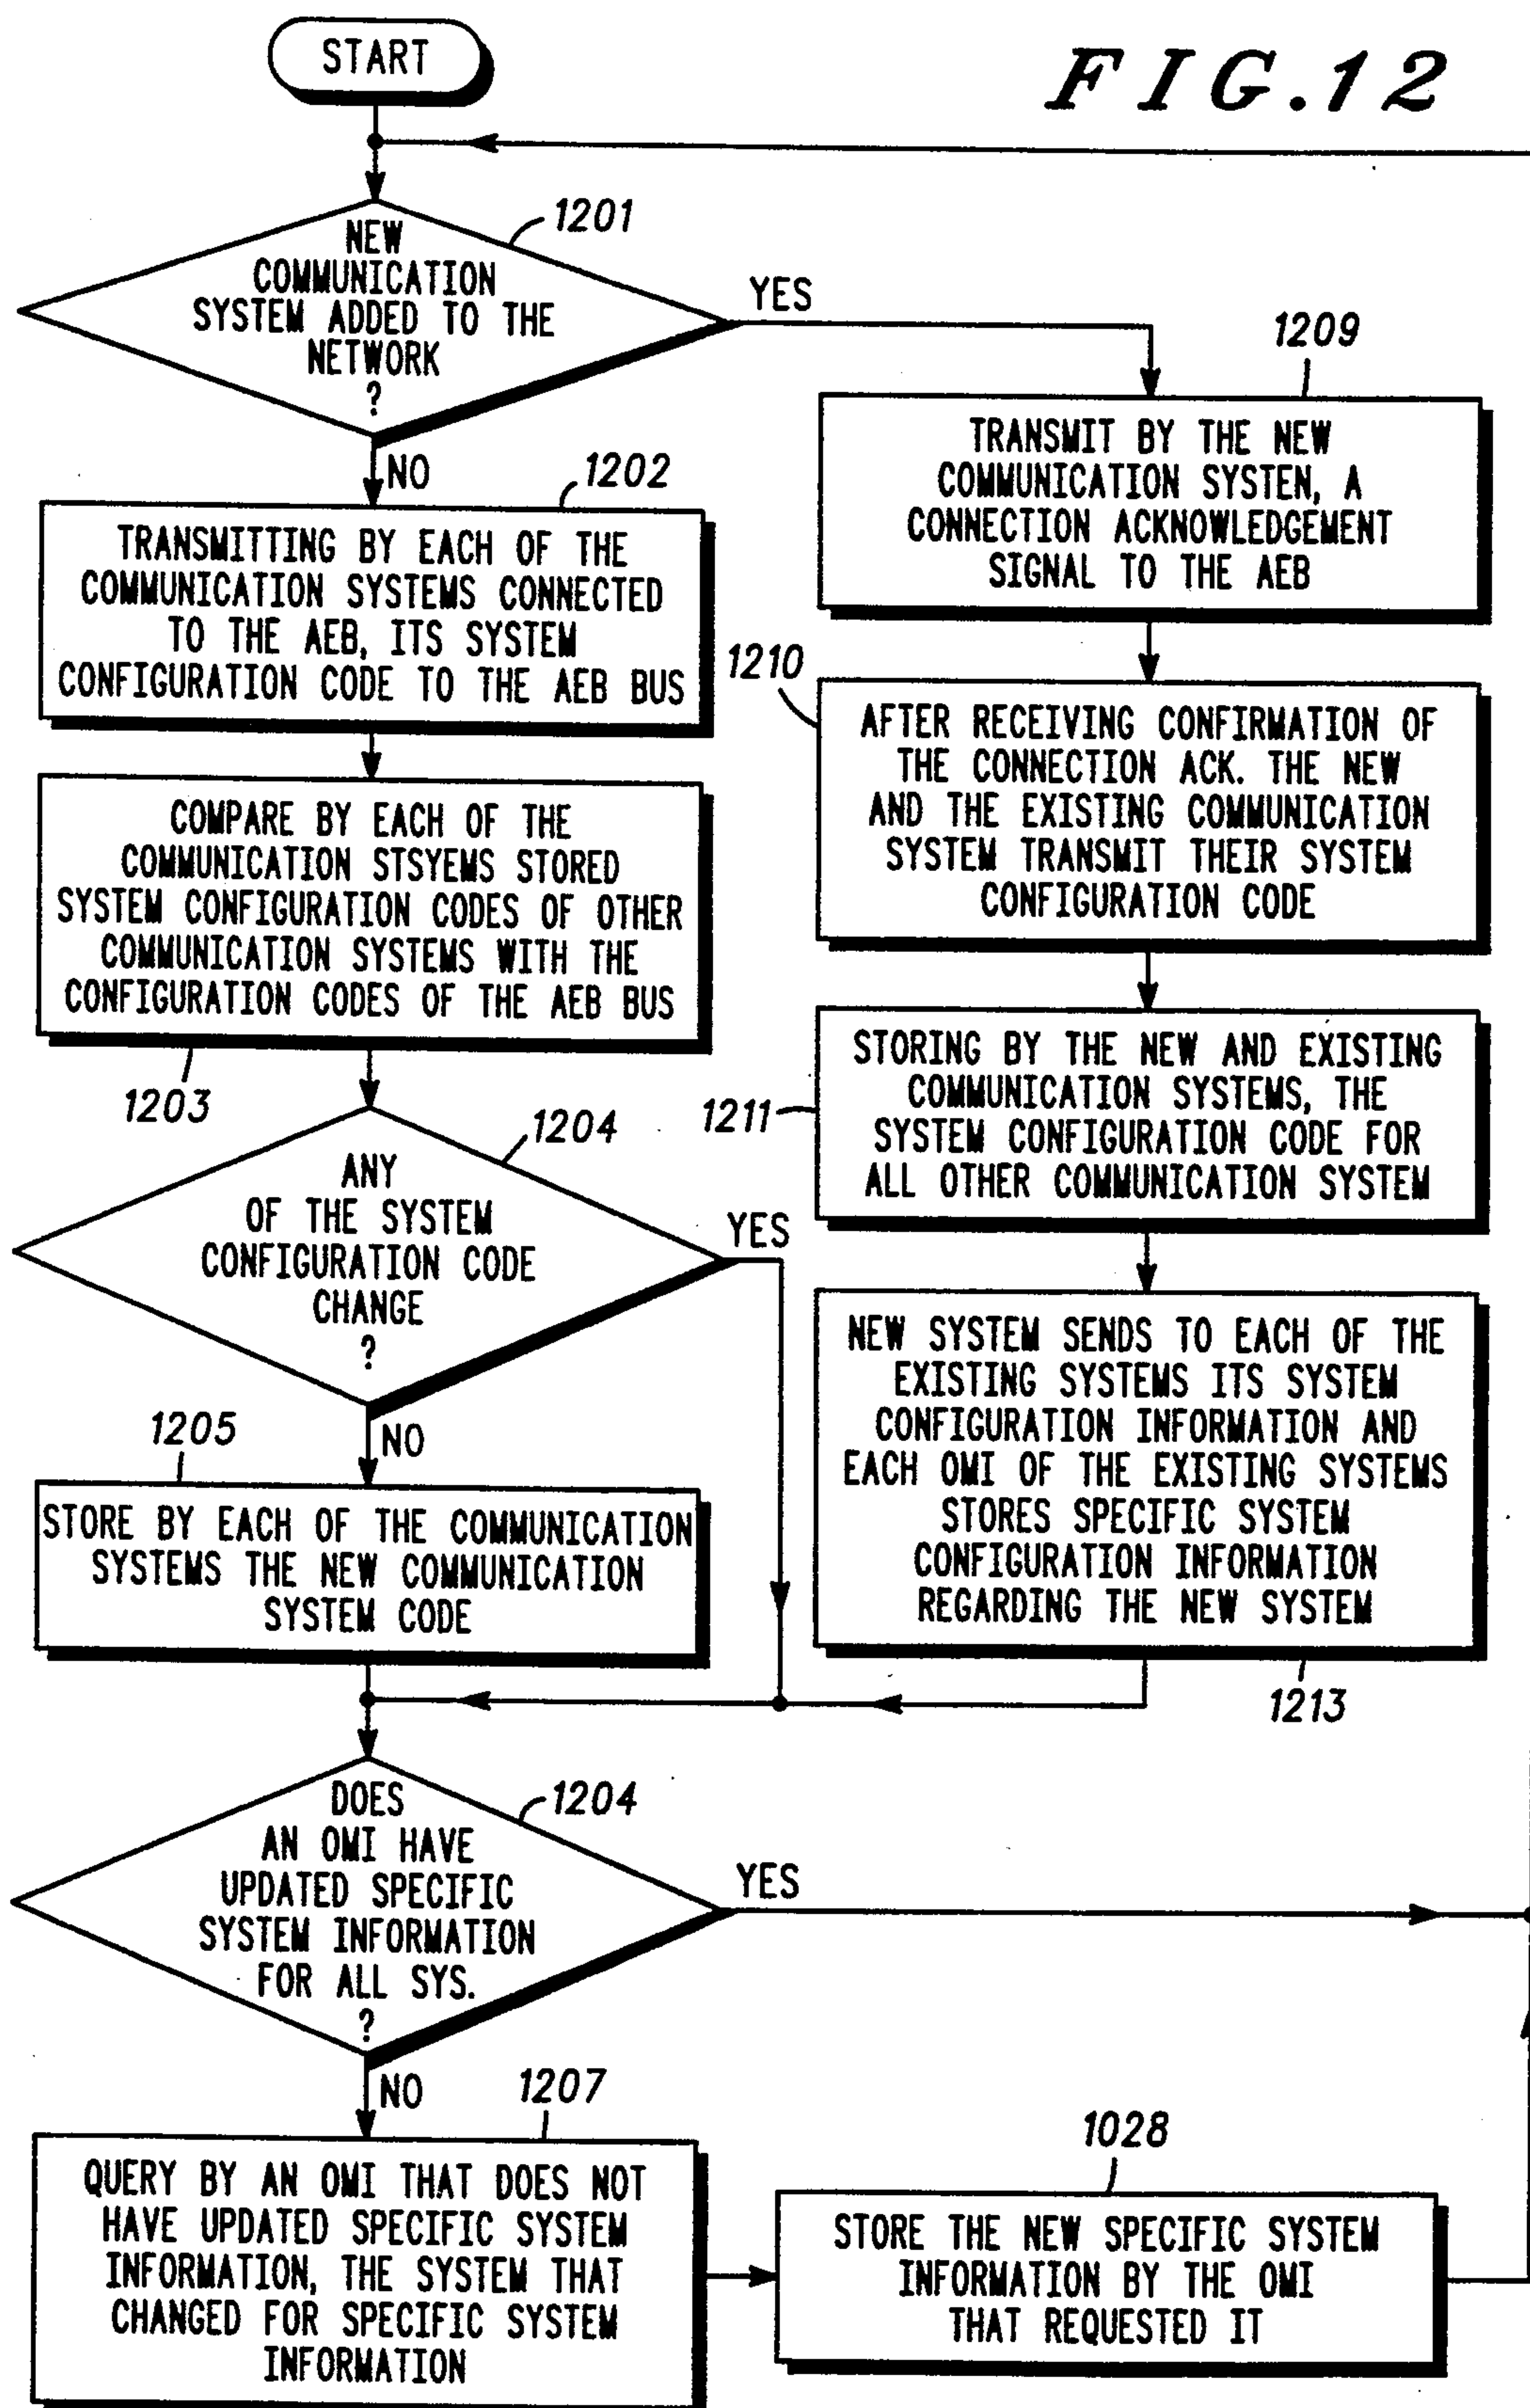 START
FIG.12
1201
NEW
COMMUNICATION
SYSTEM ADDED TO THE
NETWORK
?
YES
NO
1202
TRANSMITTING BY EACH OF THE
COMMUNICATION SYSTEMS CONNECTED
TO THE AEB, ITS SYSTEM
CONFIGURATION CODE TO THE AEB BUS
COMPARE BY EACH OF THE
COMMUNICATION STSYEMS STORED
SYSTEM CONFIGURATION CODES OF OTHER
COMMUNICATION SYSTEMS WITH THE
CONFIGURATION CODES OF THE AEB BUS
1203
1204
ANY
OF THE SYSTEM
CONFIGURATION CODE
CHANGE
?
YES
NO
1205
STORE BY EACH OF THE COMMUNICATION
SYSTEMS THE NEW COMMUNICATION
SYSTEM CODE
1209
TRANSMIT BY THE NEW
COMMUNICATION SYSTEN, A
CONNECTION ACKNOWLEDGEMENT
SIGNAL TO THE AEB
1210
AFTER RECEIVING CONFIRMATION OF
THE CONNECTION ACK. THE NEW
AND THE EXISTING COMMUNICATION
SYSTEM TRANSMIT THEIR SYSTEM
CONFIGURATION CODE
1211
STORING BY THE NEW AND EXISTING
COMMUNICATION SYSTEMS, THE
SYSTEM CONFIGURATION CODE FOR
ALL OTHER COMMUNICATION SYSTEM
NEW SYSTEM SENDS TO EACH OF THE
EXISTING SYSTEMS ITS SYSTEM
CONFIGURATION INFORMATION AND
EACH OMI OF THE EXISTING SYSTEMS
STORES SPECIFIC SYSTEM
CONFIGURATION INFORMATION
REGARDING THE NEW SYSTEM
1213
1204
DOES
AN OMI HAVE
UPDATED SPECIFIC
SYSTEM INFORMATION
FOR ALL SYS.
?
YES
NO
1207
QUERY BY AN OMI THAT DOES NOT
HAVE UPDATED SPECIFIC SYSTEM
INFORMATION, THE SYSTEM THAT
CHANGED FOR SPECIFIC SYSTEM
INFORMATION
1028
STORE THE NEW SPECIFIC SYSTEM
INFORMATION BY THE OMI
THAT REQUESTED IT